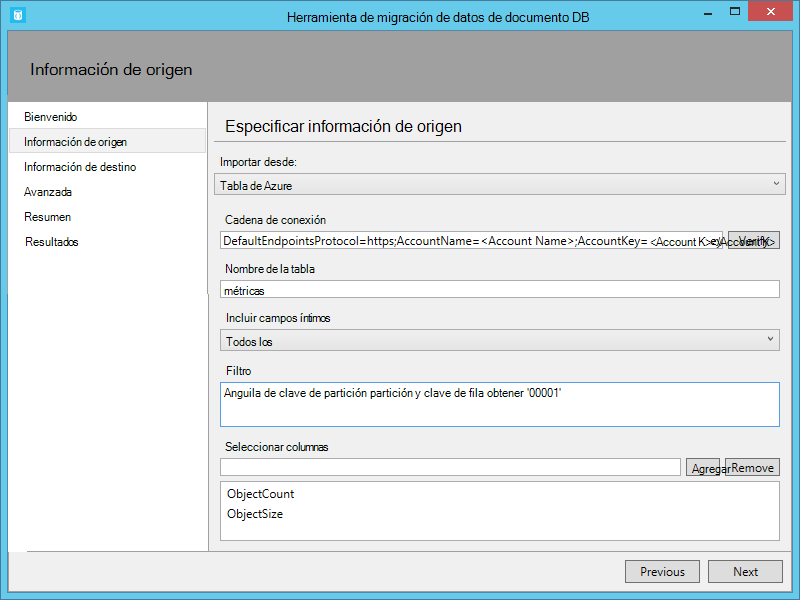 Herramienta de migración de datos de documento DB
Información de origen
Bienvenido
Información de origen
Información de destino
Avanzada
Resumen
Resultados
Especificar información de origen
Importar desde:
Tabla de Azure
Cadena de conexión
DefaultEndpointsProtocol=https;AccountName=<Account Name>;AccountKey= <Account K>
Verify
Nombre de la tabla
métricas
Incluir campos íntimos
Todos los
Filtro
Anguila de clave de partición partición y clave de fila obtener '00001'
Seleccionar columnas
Agregar Remove
ObjectCount
ObjectSize
Previous Next